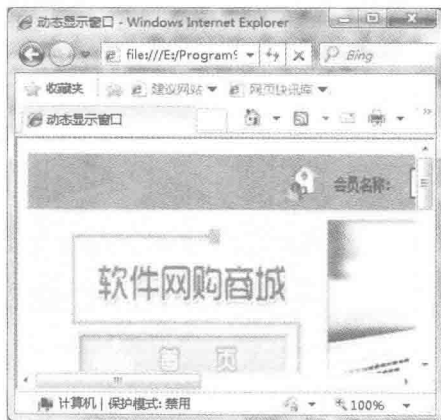 动态显示窗口 - Windows Internet Explorer
file:///E:/Program
Bing
收藏夹 建议网站 网页快讯库
动态显示窗口
会员名称：
软件网购商城
首 页
计算机 | 保护模式: 禁用
100%